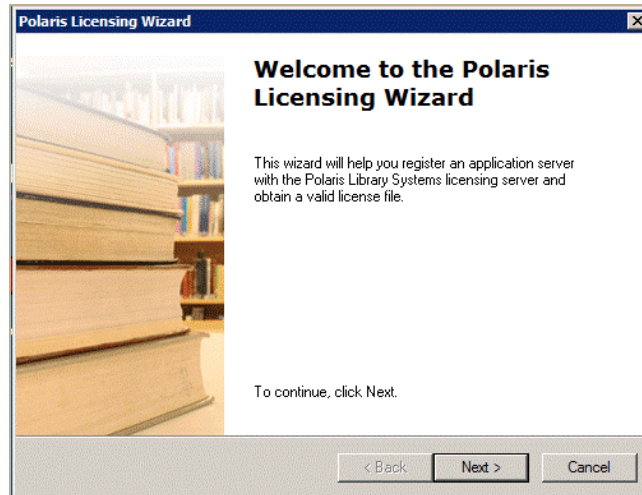 Polaris Licensing Wizard
Welcome to the Polaris
Licensing Wizard
This wizard will help you register an application server
with the Polaris Library Systems licensing server and
obtain a valid license file.
To continue, click Next.
< Back
Next >
Cancel